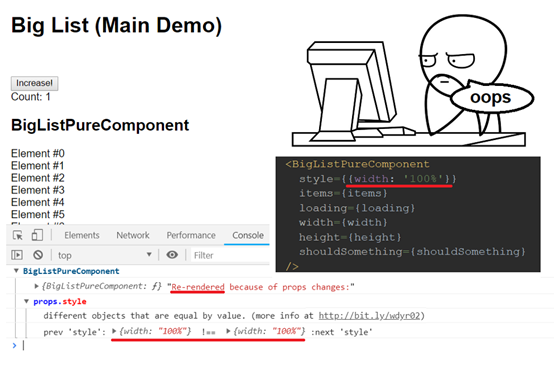 Big List (Main Demo)
Increase!
Count: 1
BigListPureComponent
Element #0
Element #1
Element #2
Element #3
Element #4
Element #5
oops
<BigListPureComponent
style={{width: '100%'}}
items={items}
loading={loading}
width={width}
height={height}
shouldSomething={shouldSomething}
/>
Elements Network Performance Console
top Filter
▼ BigListPureComponent
▶{BigListPureComponent: ƒ} "Re-rendered because of props changes:"
▼ props.style
different objects that are equal by value. (more info at http://bit.ly/wdyr02)
prev 'style': ▶{width: "100%"} !== ▶{width: "100%"} :next 'style'
>